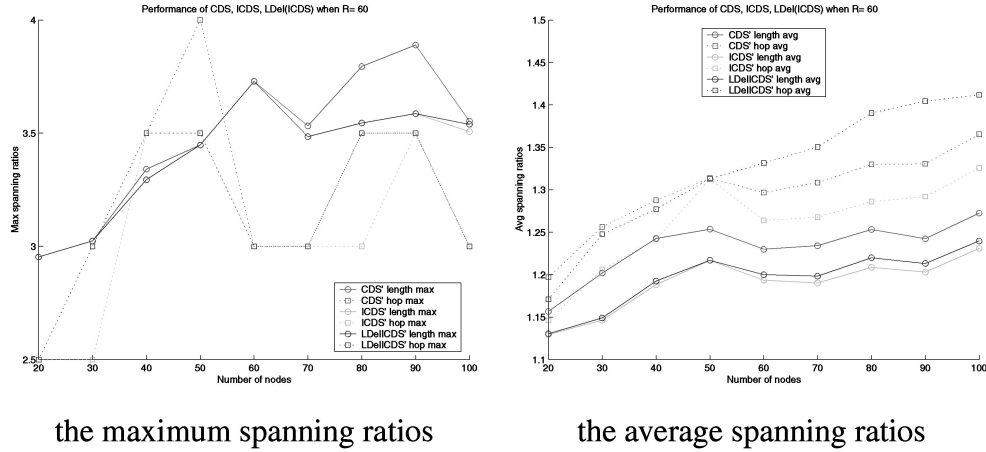 Performance of CDS, ICDS, LDel(ICDS) when R= 60
4
3.5
3
2.5
Max spanning ratios
20 30 40 50 60 70 80 90 100
Number of nodes
CDS' length max
CDS' hop max
ICDS' length max
ICDS' hop max
LDelICDS' length max
LDelICDS' hop max
the maximum spanning ratios
Performance of CDS, ICDS, LDel(ICDS) when R= 60
1.5
1.45
1.4
1.35
1.3
1.25
1.2
1.15
1.1
Avg spanning ratios
20 30 40 50 60 70 80 90 100
Number of nodes
CDS' length avg
CDS' hop avg
ICDS' length avg
ICDS' hop avg
LDelICDS' length avg
LDelICDS' hop avg
the average spanning ratios